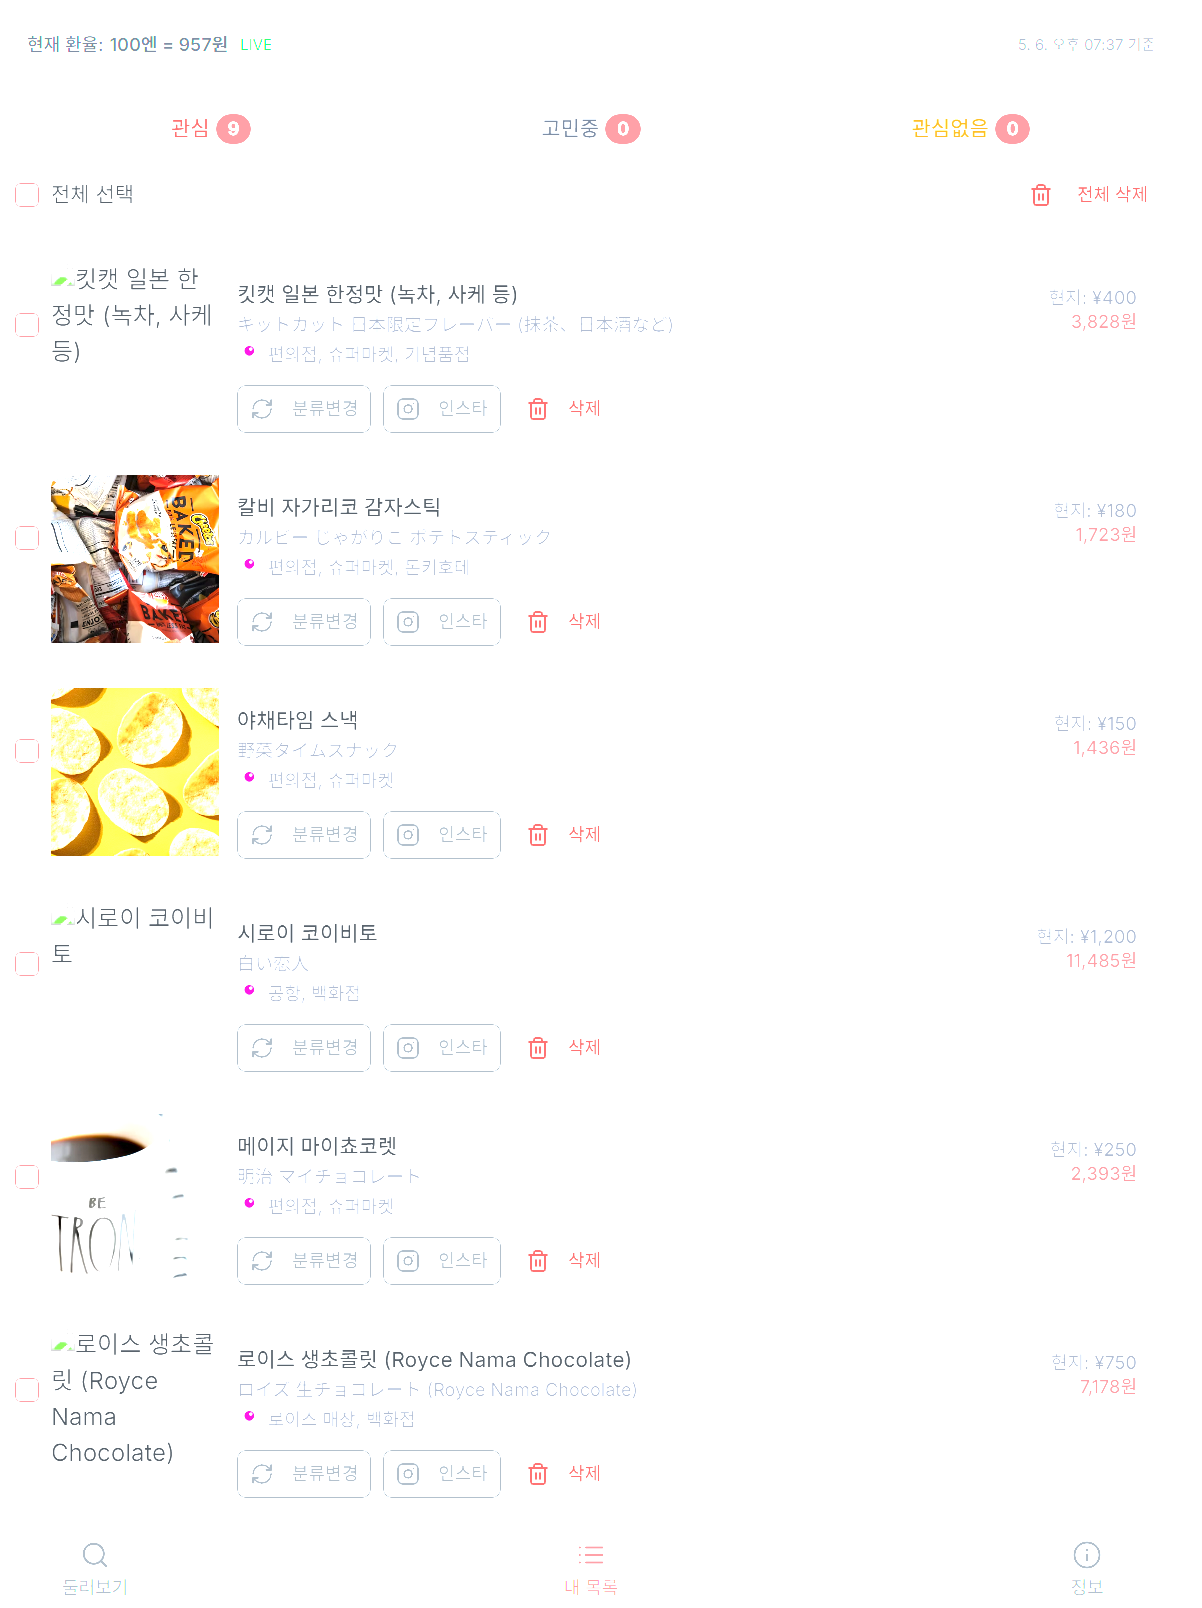 현재 환율: 100엔 = 957원 LIVE
5. 6. 오후 07:37 기준
관심 9
고민중 0
관심없음 0
전체 선택
전체 삭제
킷캣 일본 한
정맛 (녹차, 사케
등)
킷캣 일본 한정맛 (녹차, 사케 등)
キットカット 日本限定フレーバー (抹茶、日本酒など)
편의점, 슈퍼마켓, 기념품점
현지: ¥400
3,828원
분류변경
인스타
삭제
BAKED
BAKED
칼비 자가리코 감자스틱
カルビー じゃがりこ ポテトスティック
편의점, 슈퍼마켓, 돈키호테
현지: ¥180
1,723원
분류변경
인스타
삭제
야채타임 스낵
野菜タイムスナック
편의점, 슈퍼마켓
현지: ¥150
1,436원
분류변경
인스타
삭제
시로이 코이비
토
시로이 코이비토
白い恋人
공항, 백화점
현지: ¥1,200
11,485원
분류변경
인스타
삭제
BE
TRON
메이지 마이쵸코렛
明治 マイチョコレート
편의점, 슈퍼마켓
현지: ¥250
2,393원
분류변경
인스타
삭제
로이스 생초콜
릿 (Royce
Nama
Chocolate)
로이스 생초콜릿 (Royce Nama Chocolate)
ロイズ 生チョコレート (Royce Nama Chocolate)
로이스 매장, 백화점
현지: ¥750
7,178원
분류변경
인스타
삭제
둘러보기
내 목록
정보